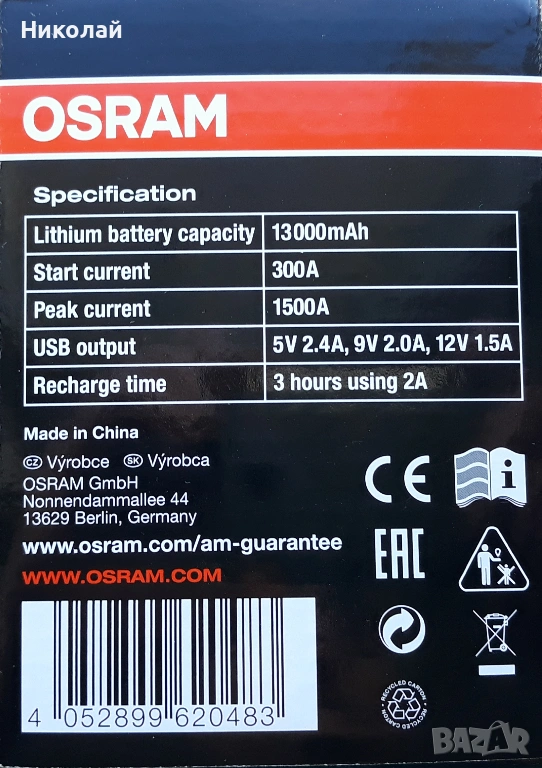 Николай
OSRAM
Specification
Lithium battery capacity 13000mAh
Start current 300A
Peak current 1500A
USB output 5V 2.4A, 9V 2.0A, 12V 1.5A
Recharge time 3 hours using 2A
Made in China
CZ Výrobce SK Výrobca
OSRAM GmbH
Nonnendammallee 44
13629 Berlin, Germany
www.osram.com/am-guarantee
WWW.OSRAM.COM
CE
i
EAC
4 052899 620483
RECYCLED CARTON RECYCLED CARTON
BAZAR